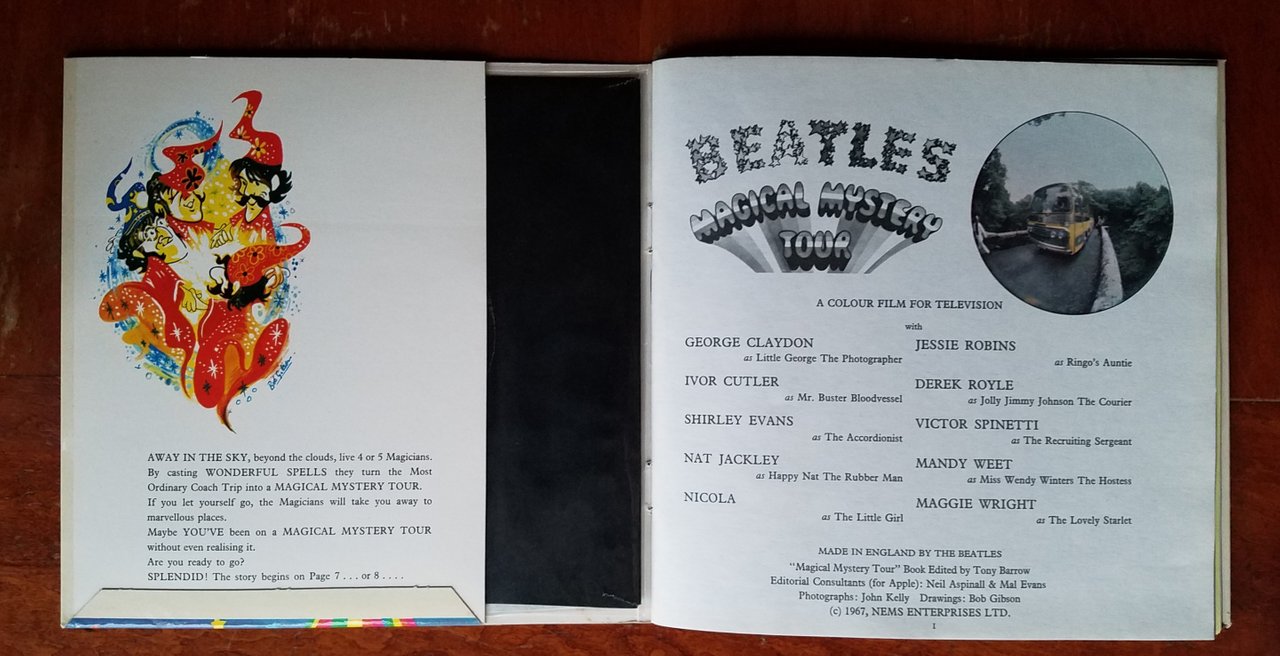 Bob Gibson
AWAY IN THE SKY, beyond the clouds, live 4 or 5 Magicians.
By casting WONDERFUL SPELLS they turn the Most
Ordinary Coach Trip into a MAGICAL MYSTERY TOUR.
If you let yourself go, the Magicians will take you away to
marvellous places.
Maybe YOU'VE been on a MAGICAL MYSTERY TOUR
without even realising it.
Are you ready to go?
SPLENDID! The story begins on Page 7 . . . or 8 . . . .
BEATLES
MAGICAL MYSTERY
TOUR
A COLOUR FILM FOR TELEVISION
with
GEORGE CLAYDON
as Little George The Photographer
IVOR CUTLER
as Mr. Buster Bloodvessel
SHIRLEY EVANS
as The Accordionist
NAT JACKLEY
as Happy Nat The Rubber Man
NICOLA
as The Little Girl
JESSIE ROBINS
as Ringo's Auntie
DEREK ROYLE
as Jolly Jimmy Johnson The Courier
VICTOR SPINETTI
as The Recruiting Sergeant
MANDY WEET
as Miss Wendy Winters The Hostess
MAGGIE WRIGHT
as The Lovely Starlet
MADE IN ENGLAND BY THE BEATLES
"Magical Mystery Tour" Book Edited by Tony Barrow
Editorial Consultants (for Apple): Neil Aspinall & Mal Evans
Photographs: John Kelly Drawings: Bob Gibson
(c) 1967, NEMS ENTERPRISES LTD.
1